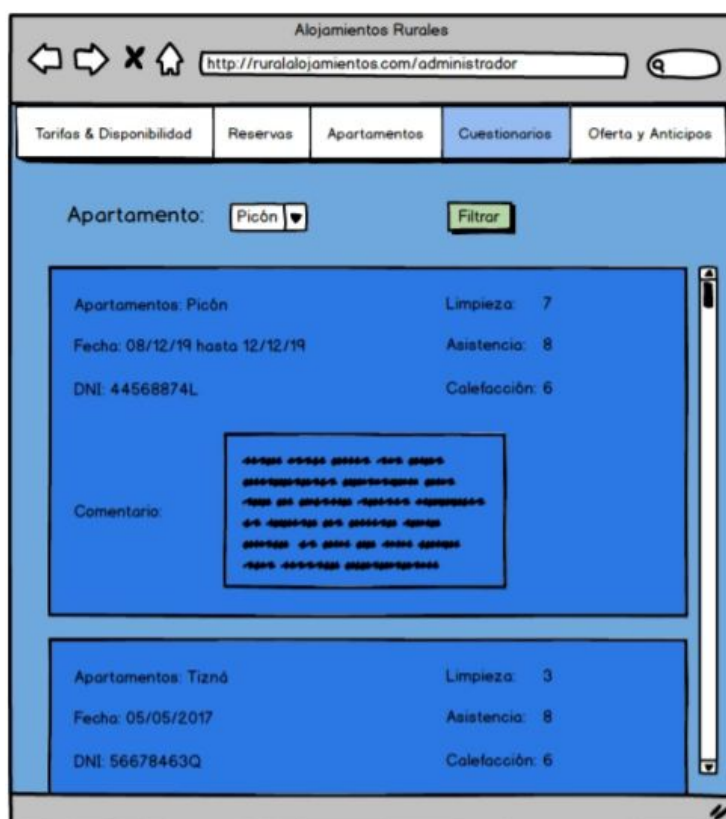 Alojamientos Rurales
http://ruralalojamientos.com/administrador
Tarifas & Disponibilidad Reservas Apartamentos Cuestionarios Oferta y Anticipos
Apartamento: Picón Filtrar
Apartamentos: Picón Limpieza: 7
Fecha: 08/12/19 hasta 12/12/19 Asistencia: 8
DNI: 44568874L Calefacción: 6
Comentario:
Apartamentos: Tizná Limpieza: 3
Fecha: 05/05/2017 Asistencia: 8
DNI: 56678463Q Calefacción: 6